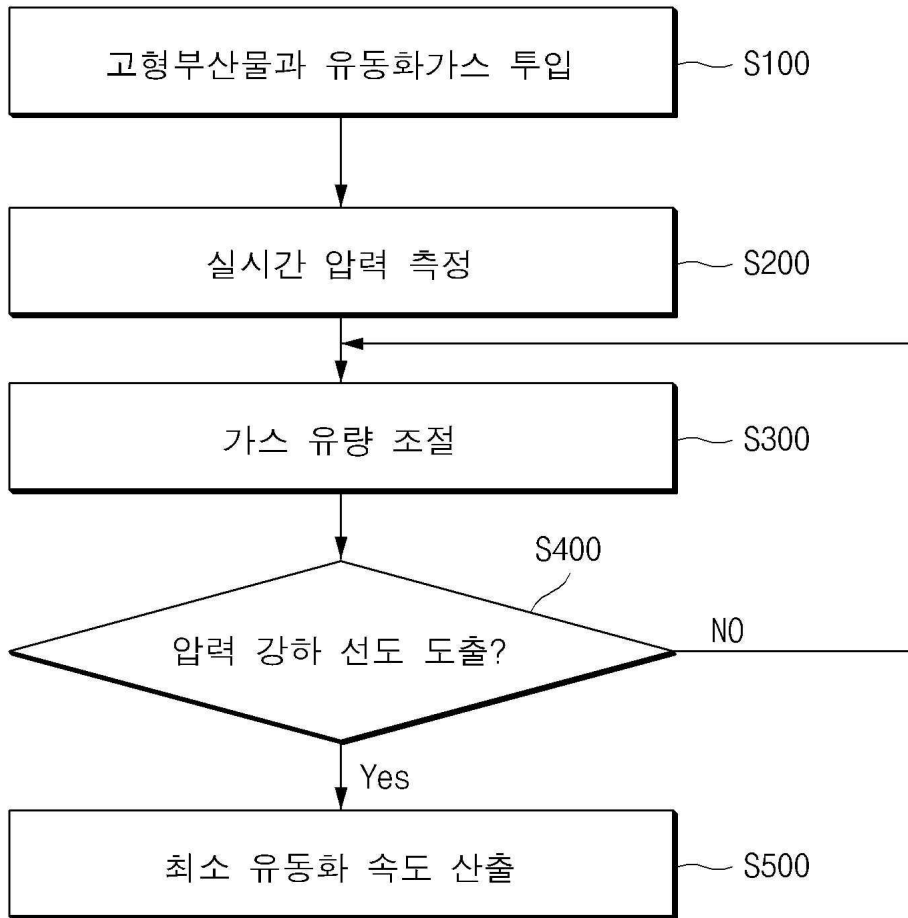 고형부산물과 유동화가스 투입
S100
실시간 압력 측정
S200
가스 유량 조절
S300
S400
압력 강하 선도 도출?
NO
Yes
최소 유동화 속도 산출
S500